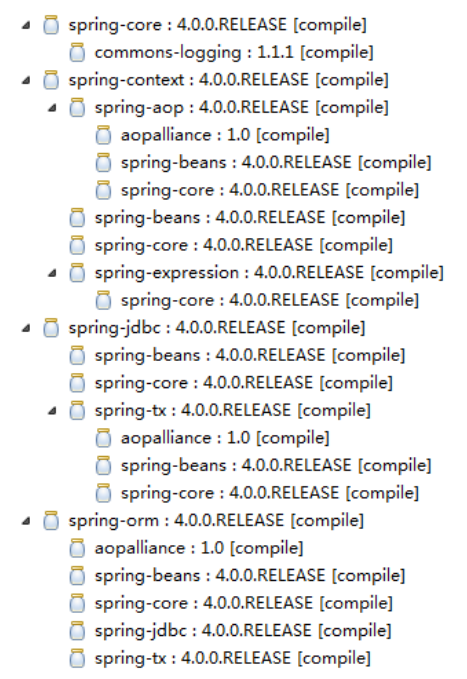 spring-core : 4.0.0.RELEASE [compile]
commons-logging : 1.1.1 [compile]
spring-context : 4.0.0.RELEASE [compile]
spring-aop : 4.0.0.RELEASE [compile]
aopalliance : 1.0 [compile]
spring-beans : 4.0.0.RELEASE [compile]
spring-core : 4.0.0.RELEASE [compile]
spring-beans : 4.0.0.RELEASE [compile]
spring-core : 4.0.0.RELEASE [compile]
spring-expression : 4.0.0.RELEASE [compile]
spring-core : 4.0.0.RELEASE [compile]
spring-jdbc : 4.0.0.RELEASE [compile]
spring-beans : 4.0.0.RELEASE [compile]
spring-core : 4.0.0.RELEASE [compile]
spring-tx : 4.0.0.RELEASE [compile]
aopalliance : 1.0 [compile]
spring-beans : 4.0.0.RELEASE [compile]
spring-core : 4.0.0.RELEASE [compile]
spring-orm : 4.0.0.RELEASE [compile]
aopalliance : 1.0 [compile]
spring-beans : 4.0.0.RELEASE [compile]
spring-core : 4.0.0.RELEASE [compile]
spring-jdbc : 4.0.0.RELEASE [compile]
spring-tx : 4.0.0.RELEASE [compile]